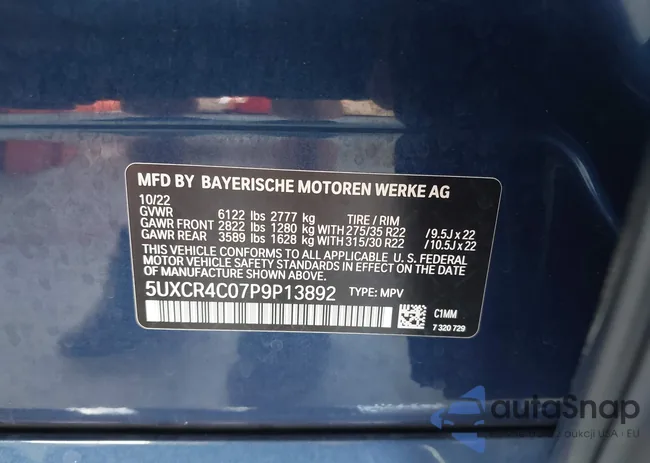 MFD BY BAYERISCHE MOTOREN WERKE AG
10/22
GVWR 6122 lbs 2777 kg TIRE / RIM
GAWR FRONT 2822 lbs 1280 kg WITH 275/35 R22 /9.5J x 22
GAWR REAR 3589 lbs 1628 kg WITH 315/30 R22 /10.5J x 22
THIS VEHICLE CONFORMS TO ALL APPLICABLE U. S. FEDERAL
MOTOR VEHICLE SAFETY STANDARDS IN EFFECT ON THE DATE
OF MANUFACTURE SHOWN ABOVE.
5UXCR4C07P9P13892 TYPE: MPV
C1MM
7 320 729
autoSnap
aukcji USA i EU